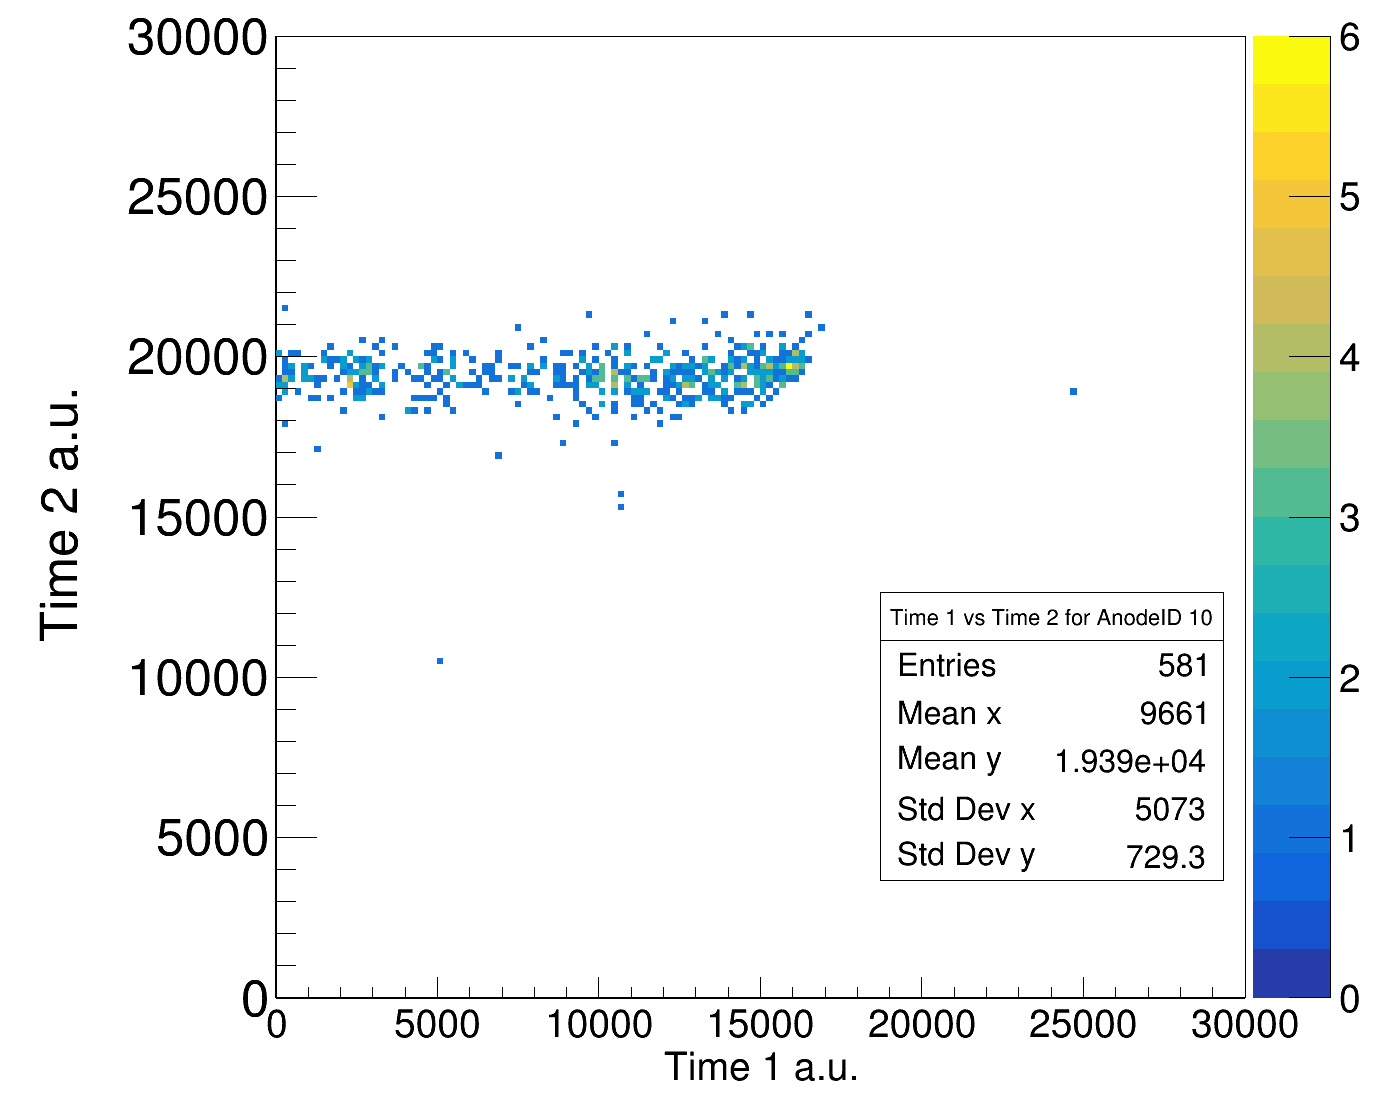 30000
25000
20000
15000
10000
5000
0
Time 2 a.u.
0 5000 10000 15000 20000 25000 30000
Time 1 a.u.
6
5
4
3
2
1
0
Time 1 vs Time 2 for AnodeID 10
Entries 581
Mean x 9661
Mean y 1.939e+04
Std Dev x 5073
Std Dev y 729.3